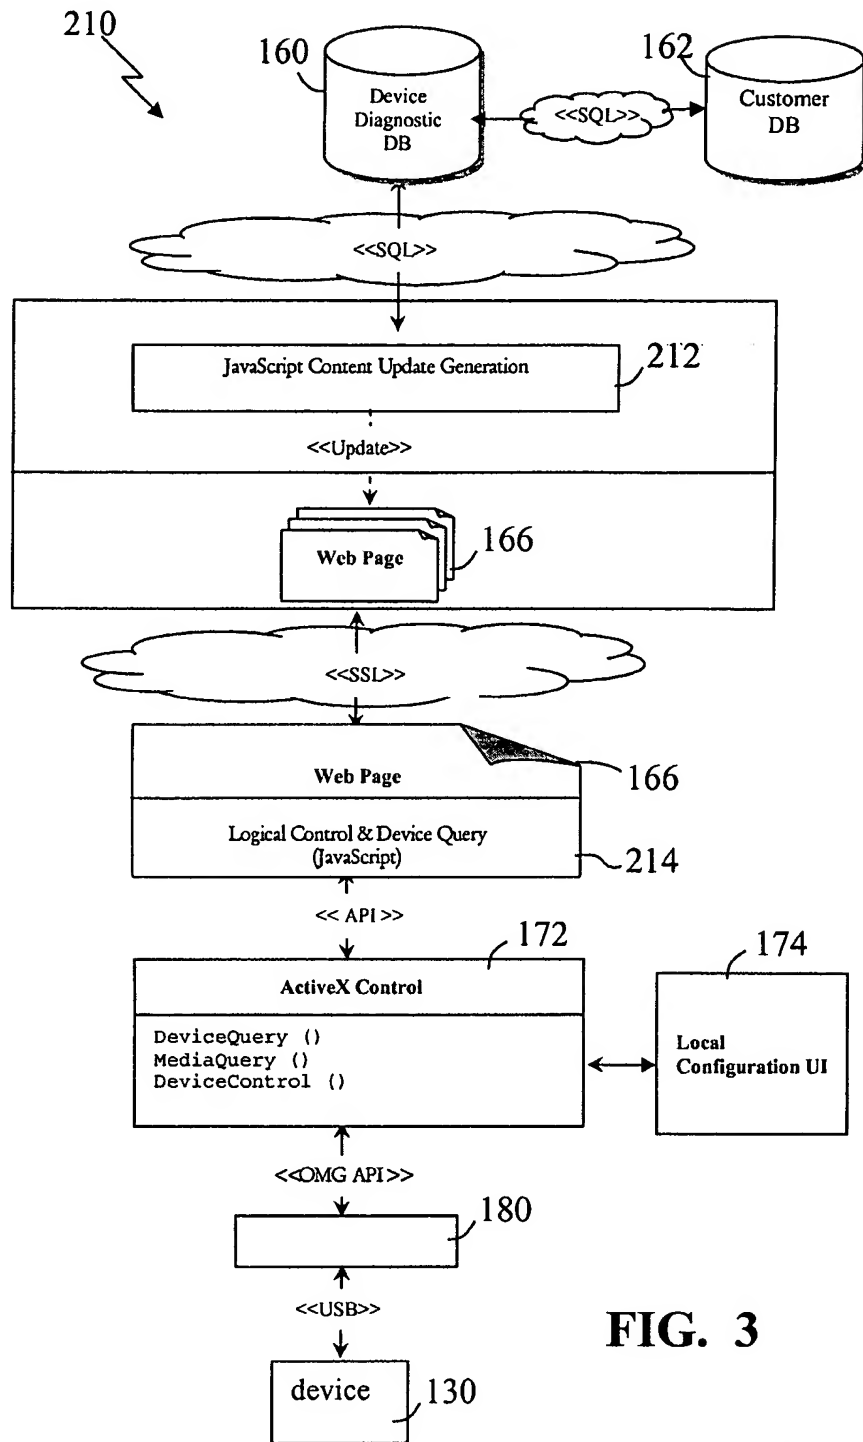 210
160
162
Device
Diagnostic
DB
<<SQL>>
Customer
DB
<<SQL>>
JavaScript Content Update Generation
212
<<Update>>
Web Page
166
<<SSL>>
Web Page
166
Logical Control & Device Query
(JavaScript)
214
<< API >>
172
174
ActiveX Control
DeviceQuery ()
MediaQuery ()
DeviceControl ()
Local
Configuration UI
<<OMG API>>
180
<<USB>>
FIG. 3
device
130